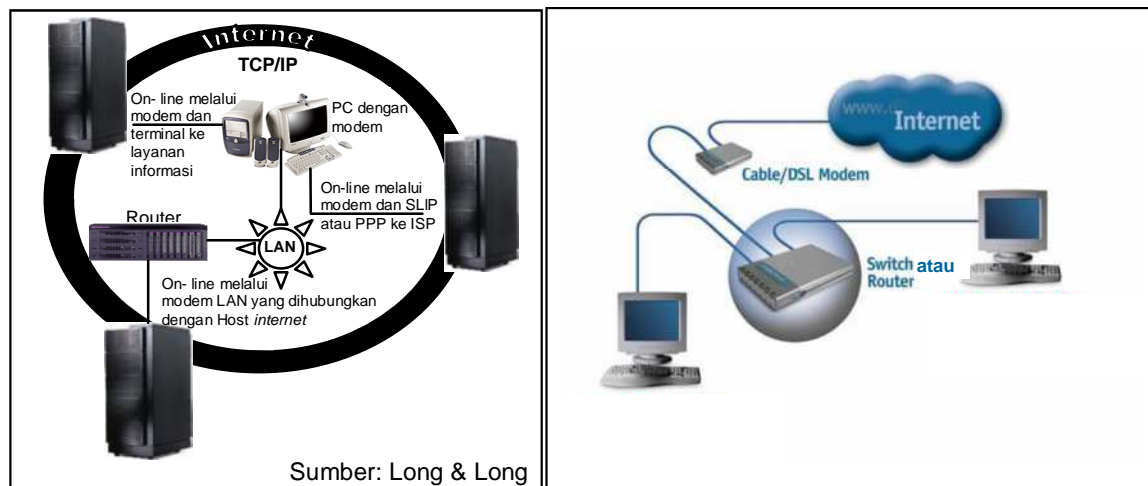 Internet
TCP/IP
On- line melalui
modem dan
terminal ke
layanan
informasi
PC dengan
modem
On-line melalui
modem dan SLIP
atau PPP ke ISP
Router
LAN
On- line melalui
modem LAN yang dihubungkan
dengan Host internet
Sumber: Long & Long
www.
Internet
Cable/DSL Modem
Switch atau
Router